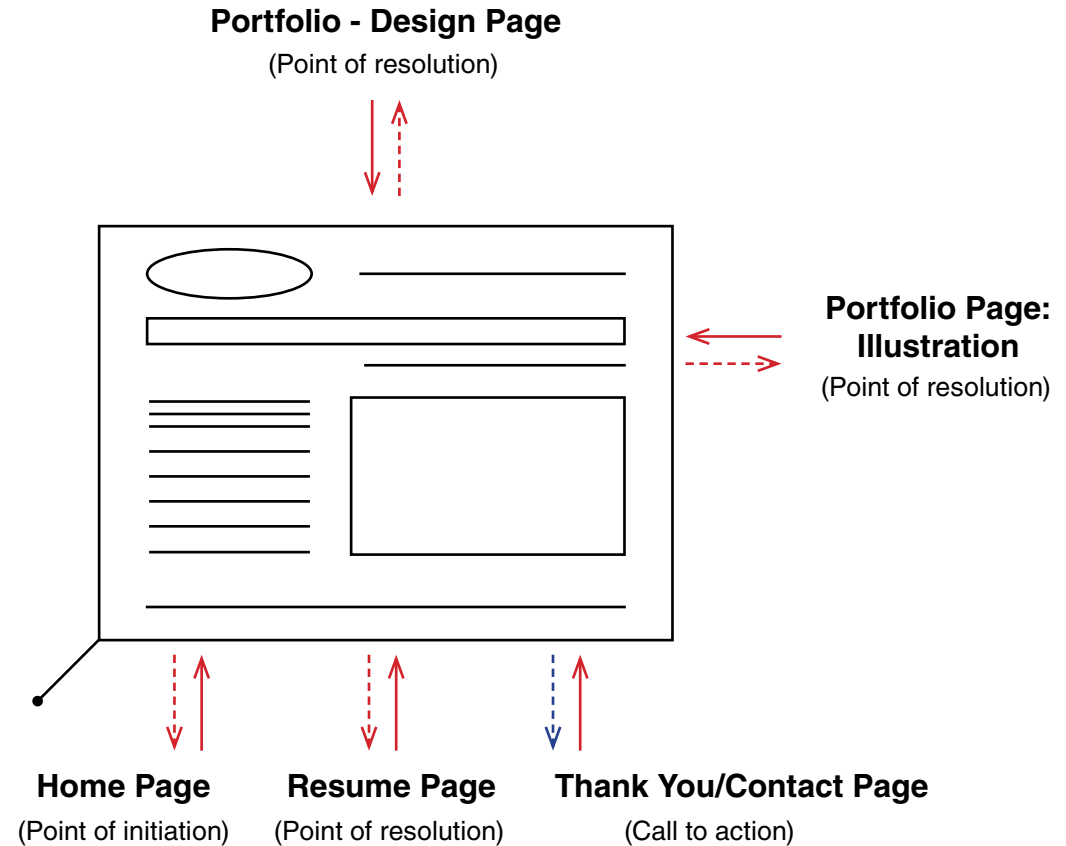 Portfolio - Design Page
(Point of resolution)
Portfolio Page:
Illustration
(Point of resolution)
Home Page
(Point of initiation)
Resume Page
(Point of resolution)
Thank You/Contact Page
(Call to action)